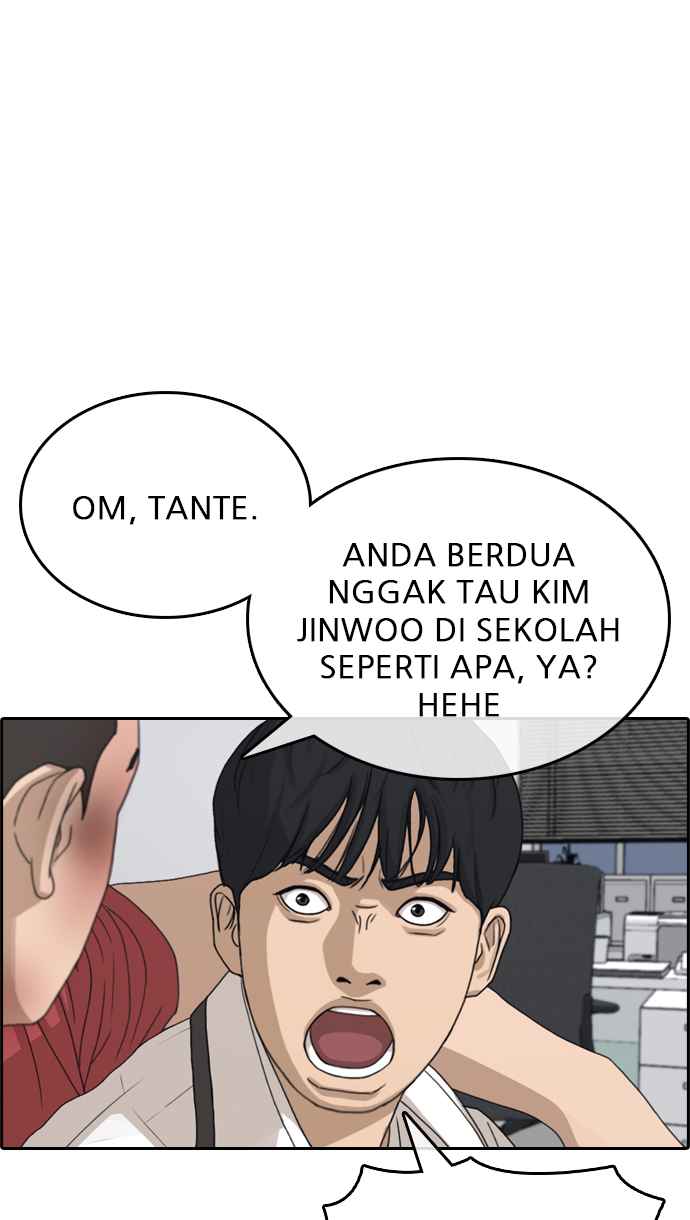 OM, TANTE.
ANDA BERDUA
NGGAK TAU KIM
JINWOO DI SEKOLAH
SEPERTI APA, YA?
HEHE